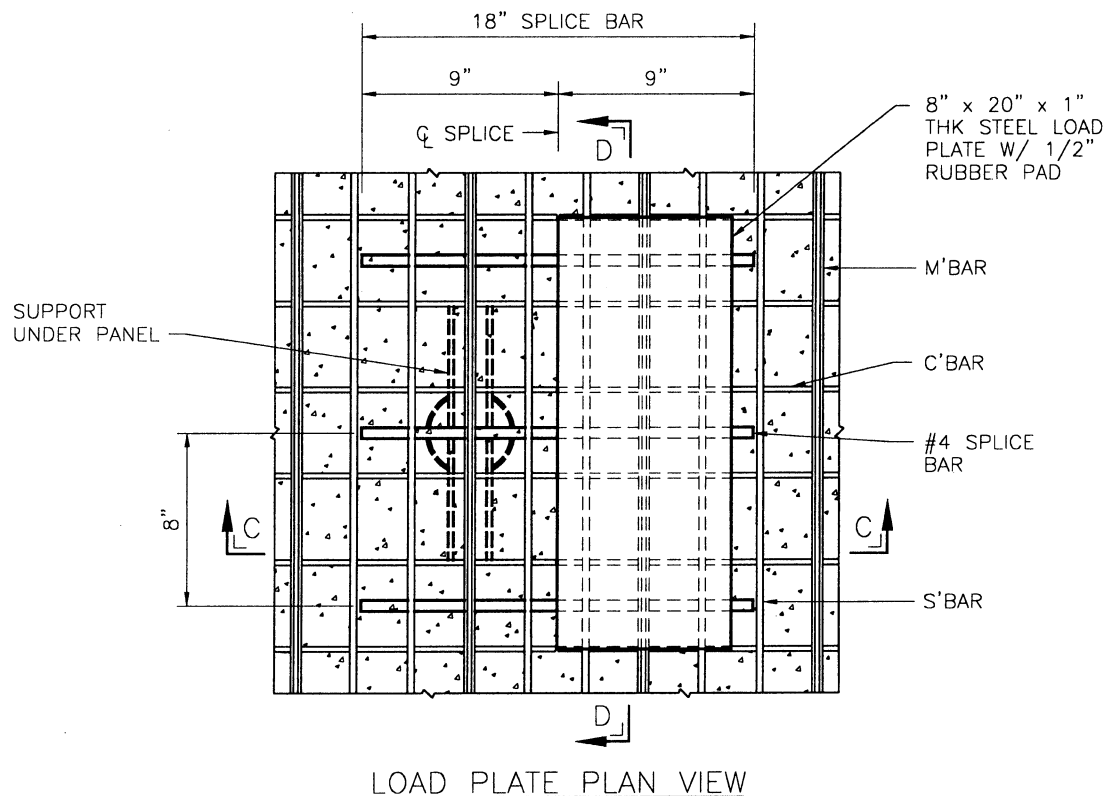 18" SPLICE BAR
9"
9"
℄ SPLICE
D
8" x 20" x 1"
THK STEEL LOAD
PLATE W/ 1/2"
RUBBER PAD
M'BAR
SUPPORT
UNDER PANEL
C'BAR
#4 SPLICE
BAR
8"
C
C
S'BAR
D
LOAD PLATE PLAN VIEW